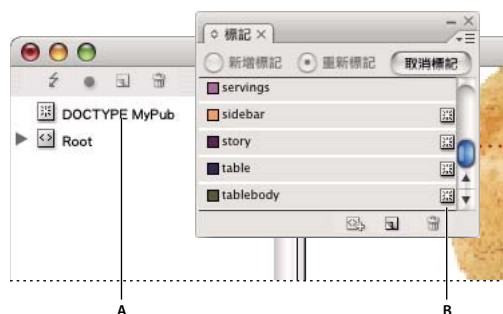 標記
新增標記
重新標記
取消標記
servings
sidebar
story
table
tablebody
DOCTYPE MyPub
Root
A
B